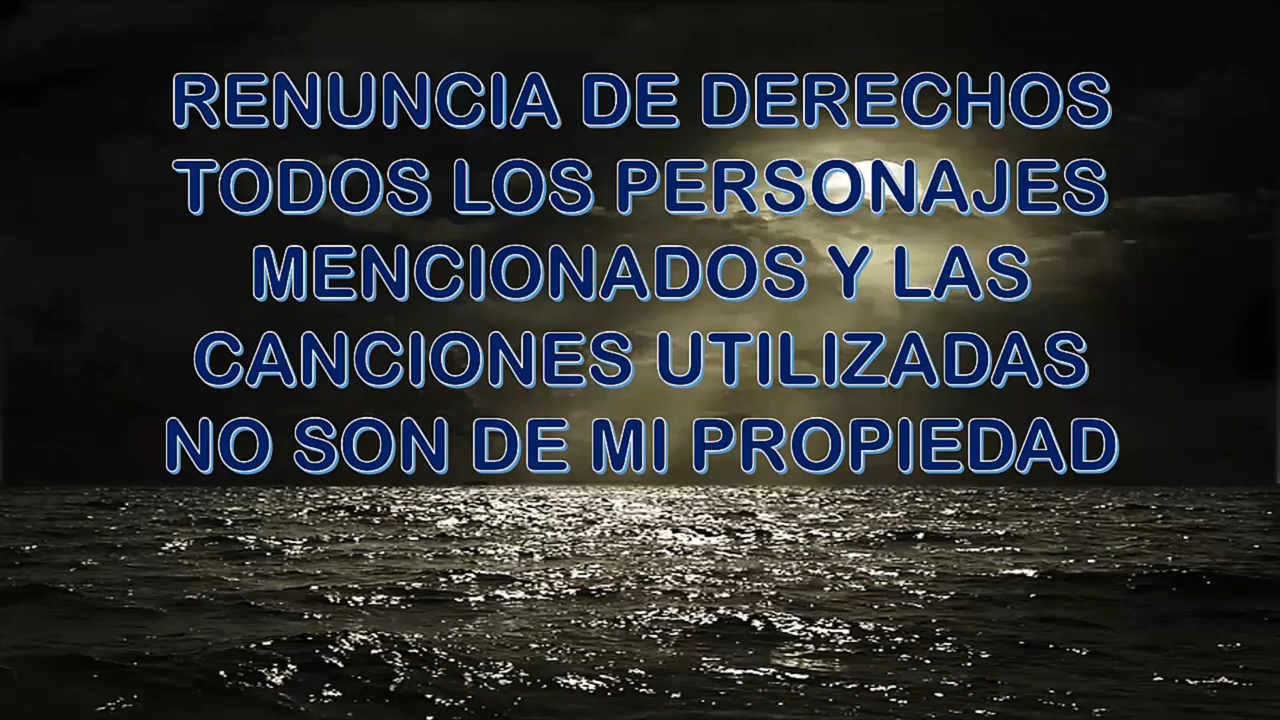 RENUNCIA DE DERECHOS
TODOS LOS PERSONAJES
MENCIONADOS Y LAS
CANCIONES UTILIZADAS
NO SON DE MI PROPIEDAD